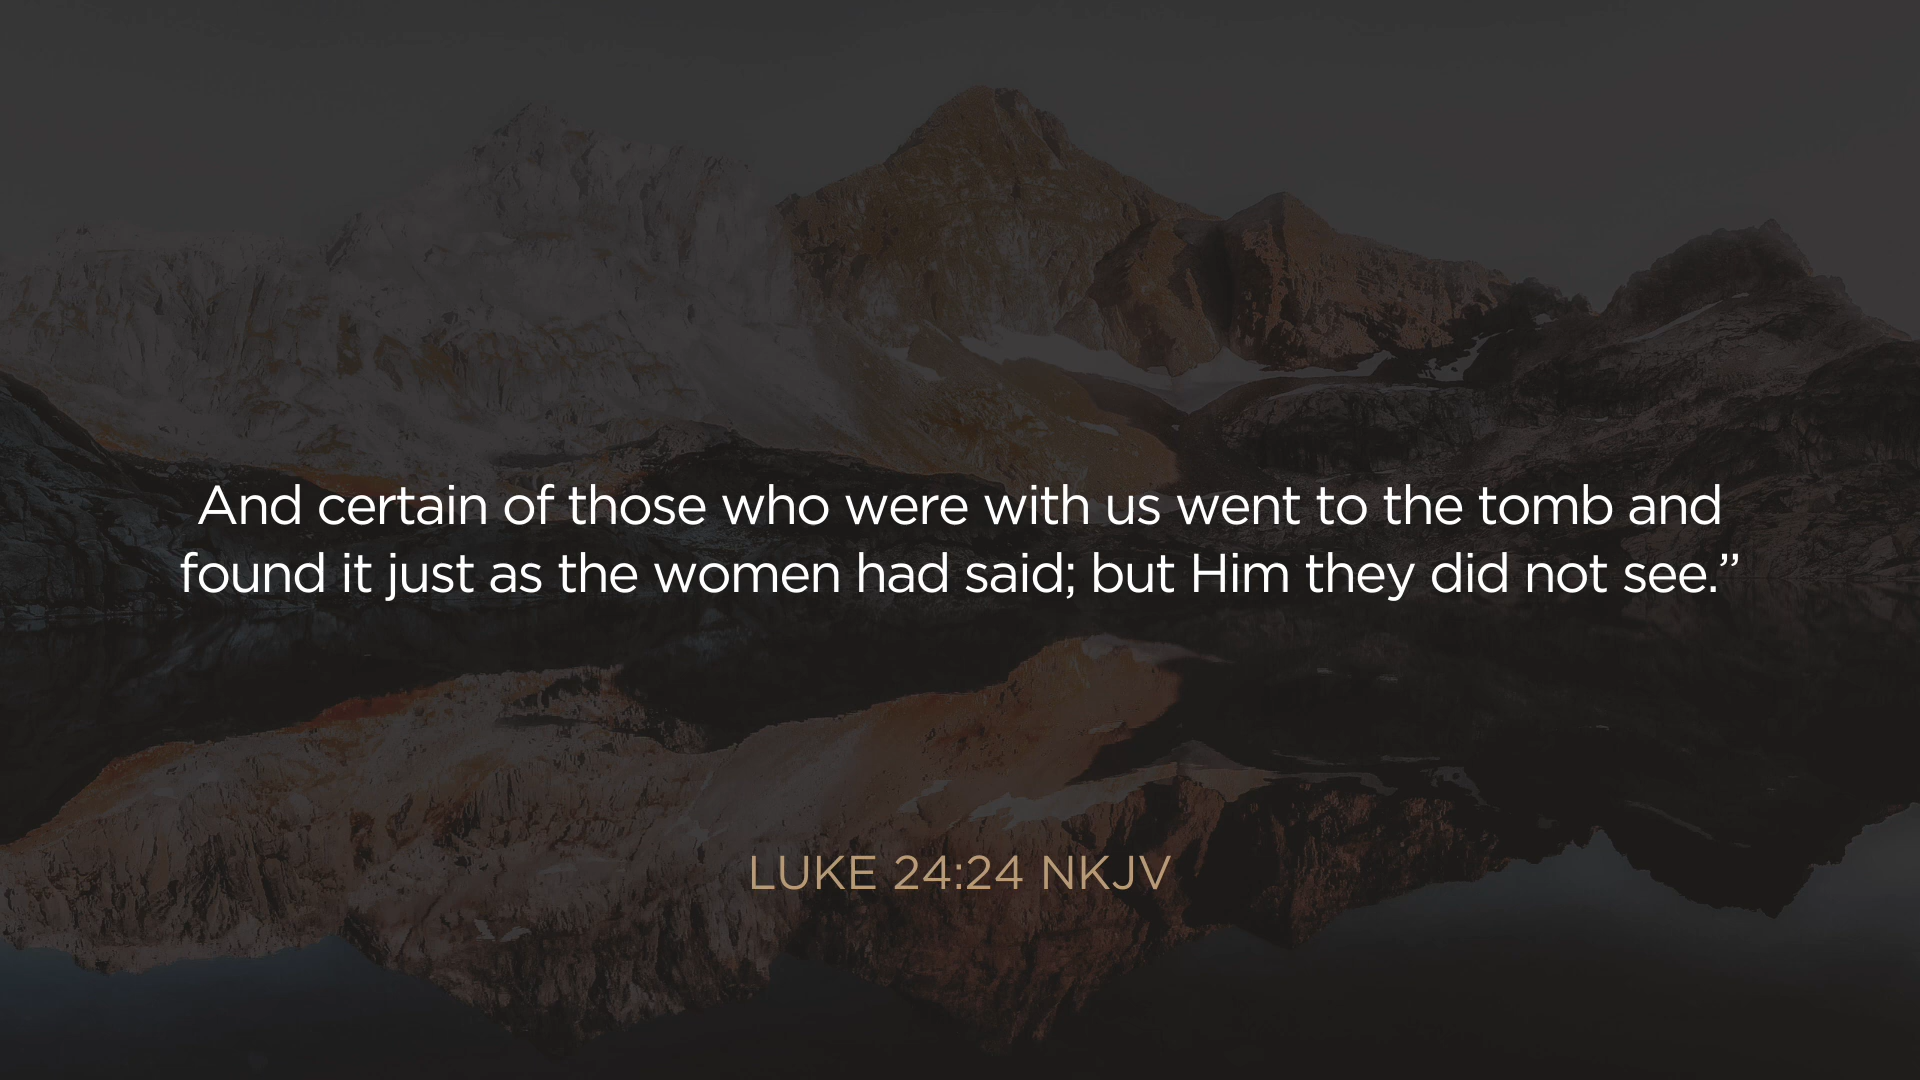 And certain of those who were with us went to the tomb and
found it just as the women had said; but Him they did not see.”
LUKE 24:24 NKJV